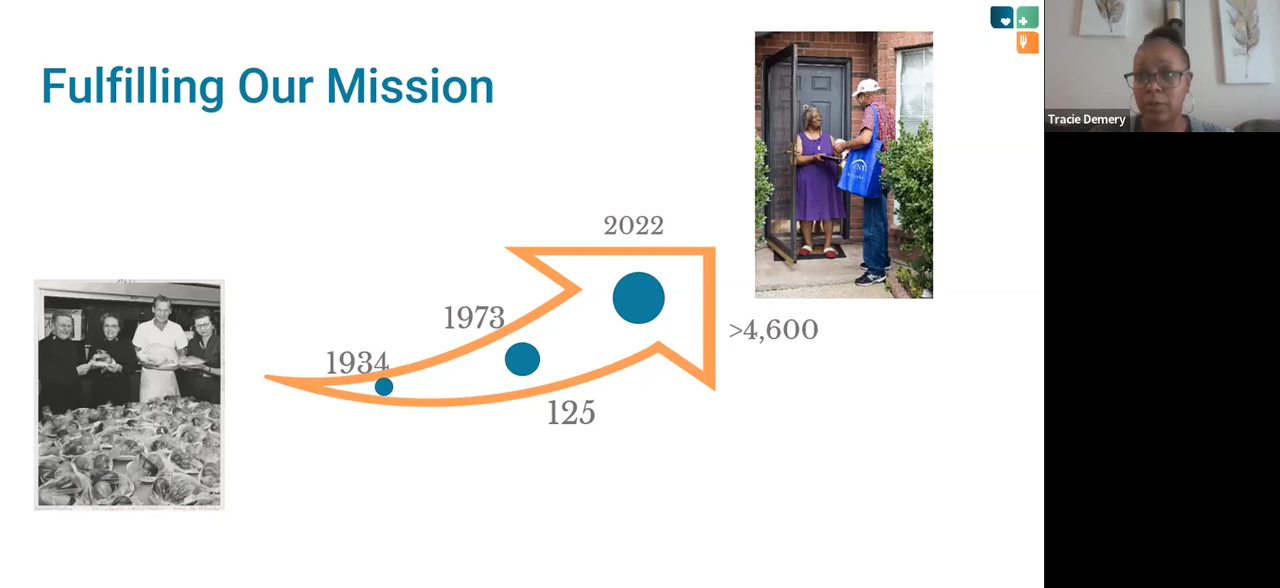 Fulfilling Our Mission
Tracie Demery
2022
1973
>4,600
1934
125